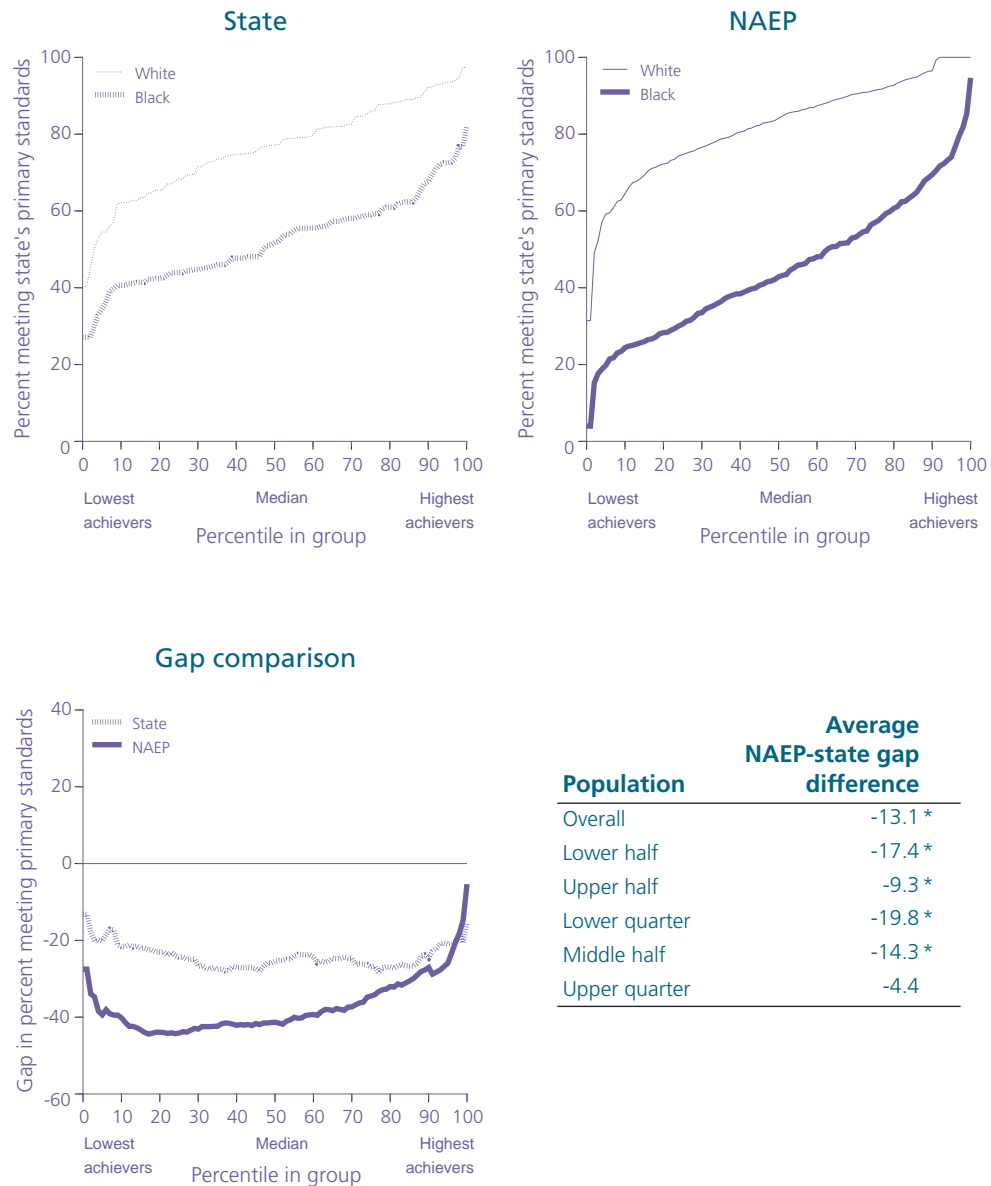 State
Percent meeting state's primary standards
100
80
60
40
20
0
White
Black
0 10 20 30 40 50 60 70 80 90 100
Lowest achievers
Median
Highest achievers
Percentile in group
NAEP
Percent meeting state's primary standards
100
80
60
40
20
0
White
Black
0 10 20 30 40 50 60 70 80 90 100
Lowest achievers
Median
Highest achievers
Percentile in group
Gap comparison
Gap in percent meeting primary standards
40
20
0
-20
-40
-60
State
NAEP
0 10 20 30 40 50 60 70 80 90 100
Lowest achievers
Median
Highest achievers
Percentile in group
Population Average NAEP-state gap difference
Overall -13.1 *
Lower half -17.4 *
Upper half -9.3 *
Lower quarter -19.8 *
Middle half -14.3 *
Upper quarter -4.4